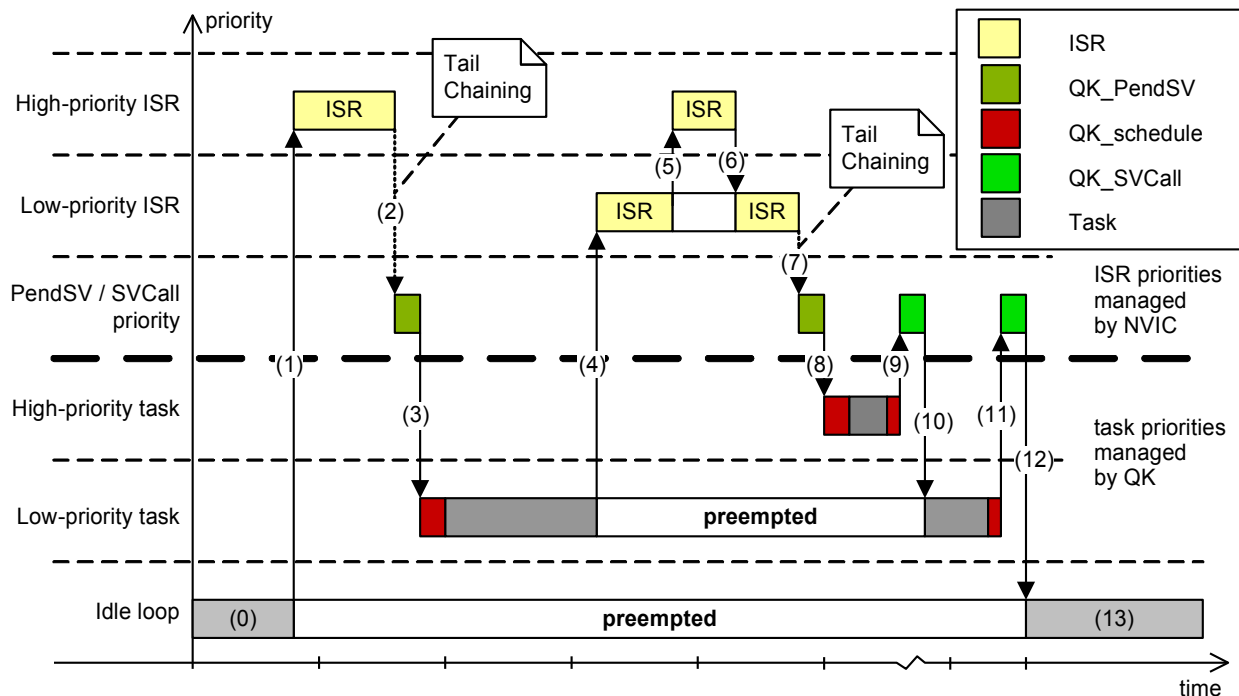 priority
ISR
QK_PendSV
QK_schedule
QK_SVCall
Task
Tail
Chaining
High-priority ISR
ISR
ISR
Tail
Chaining
(5)
(6)
Low-priority ISR
(2)
ISR
ISR
(7)
PendSV / SVCall
priority
ISR priorities
managed
by NVIC
(1)
(4)
(8)
(9)
High-priority task
(3)
(10)
(11)
task priorities
managed
by QK
(12)
Low-priority task
preempted
Idle loop
(0)
preempted
(13)
time